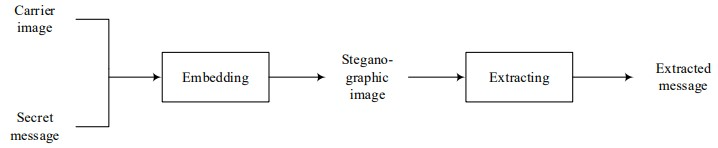 Carrier
image
Secret
message
Embedding
Stegano-
graphic
image
Extracting
Extracted
message